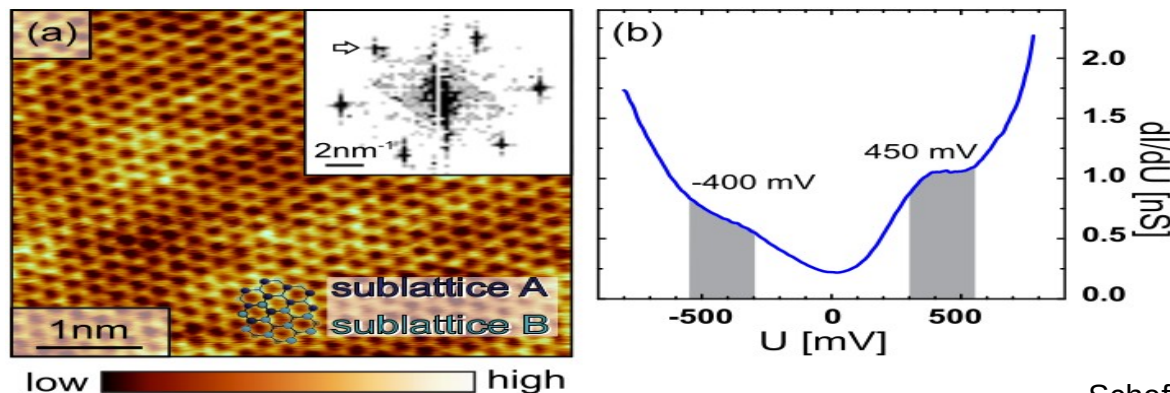 (a)
2nm⁻¹
sublattice A
sublattice B
1nm
low
high
(b)
-400 mV
450 mV
2.0
1.5
1.0
0.5
0.0
dI/dU [nS]
-500
0
500
U [mV]